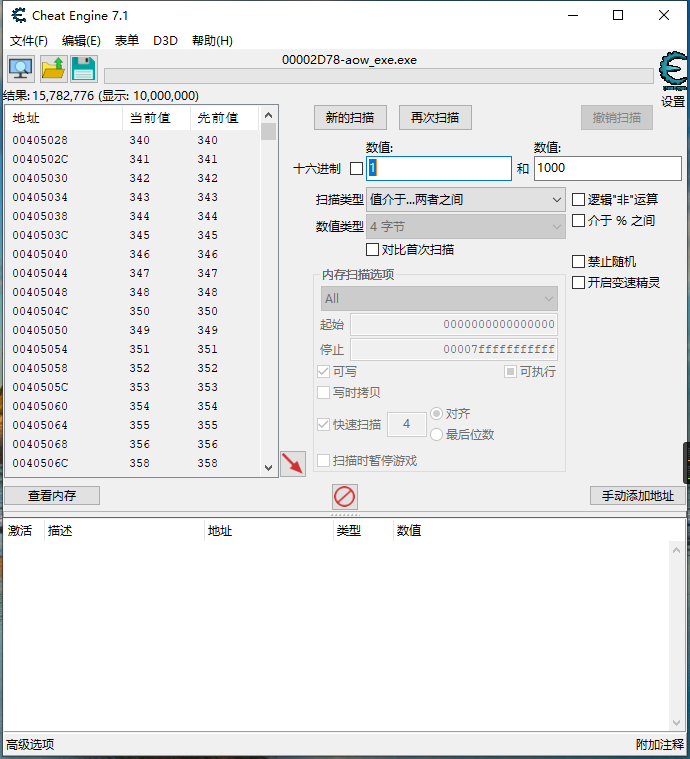 Cheat Engine 7.1
文件(F) 编辑(E) 表单 D3D 帮助(H)
00002D78-aow_exe.exe
结果: 15,782,776 (显示: 10,000,000)
设置
地址 当前值 先前值
00405028 340 340
0040502C 341 341
00405030 342 342
00405034 343 343
00405038 344 344
0040503C 345 345
00405040 346 346
00405044 347 347
00405048 348 348
0040504C 350 350
00405050 349 349
00405054 351 351
00405058 352 352
0040505C 353 353
00405060 354 354
00405064 355 355
00405068 356 356
0040506C 358 358
新的扫描 再次扫描 撤销扫描
数值: 数值:
十六进制 1 和 1000
扫描类型 值介于...两者之间 逻辑"非"运算
数值类型 4 字节 介于 % 之间
对比首次扫描
禁止随机
内存扫描选项 开启变速精灵
All
起始 0000000000000000
停止 00007fffffffffff
可写 可执行
写时拷贝
快速扫描 4 对齐
最后位数
扫描时暂停游戏
查看内存 手动添加地址
激活 描述 地址 类型 数值
高级选项 附加注释